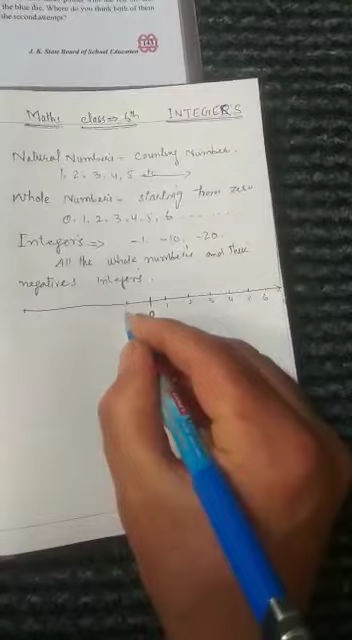 the blue die. Where do you think both of them
the second attempt?
J. K. State Board of School Education
Maths class => 6th INTEGERS
Natural Numbers = counting Number.
1, 2, 3, 4, 5 etc
Whole Numbers = starting from zero
0, 1, 2, 3, 4, 5, 6 .......
Integers => -1, -10, -20.
All the whole numbers and their
negatives Integers.
0 1 2 3 4 5 6